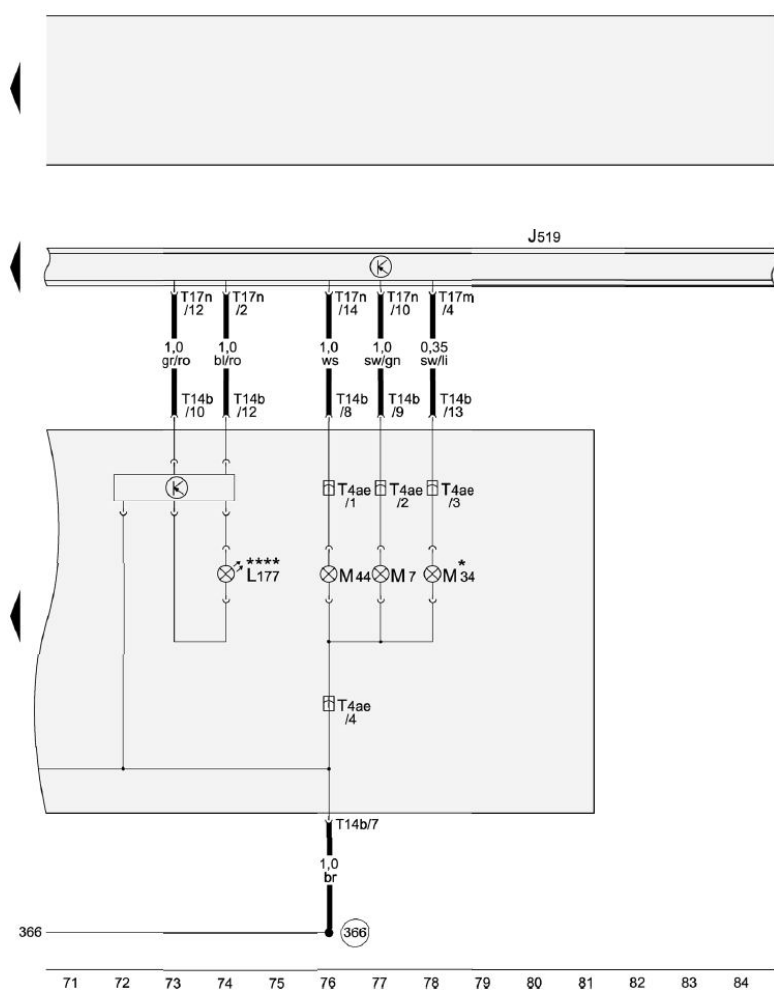 J519
T17n T17n T17n T17n T17m
/12 /2 /14 /10 /4
1,0 1,0 1,0 1,0 0,35
gr/ro bl/ro ws sw/gn sw/li
T14b T14b T14b T14b T14b
/10 /12 /8 /9 /13
T4ae T4ae T4ae
/1 /2 /3
**** *
L177 M44 M7 M34
T4ae
/4
T14b/7
1,0
br
366 366
71 72 73 74 75 76 77 78 79 80 81 82 83 84